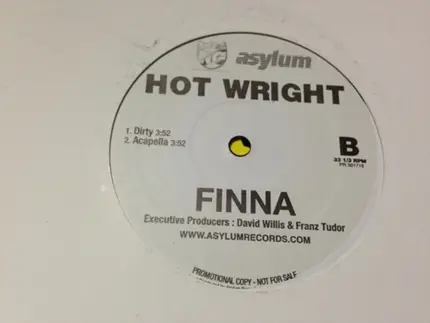 asylum
HOT WRIGHT
1. Dirty 3:52
2. Acapella 3:52
B
33 1/3 RPM
FINNA
Executive Producers : David Willis & Franz Tudor
WWW.ASYLUMRECORDS.COM
PROMOTIONAL COPY - NOT FOR SALE